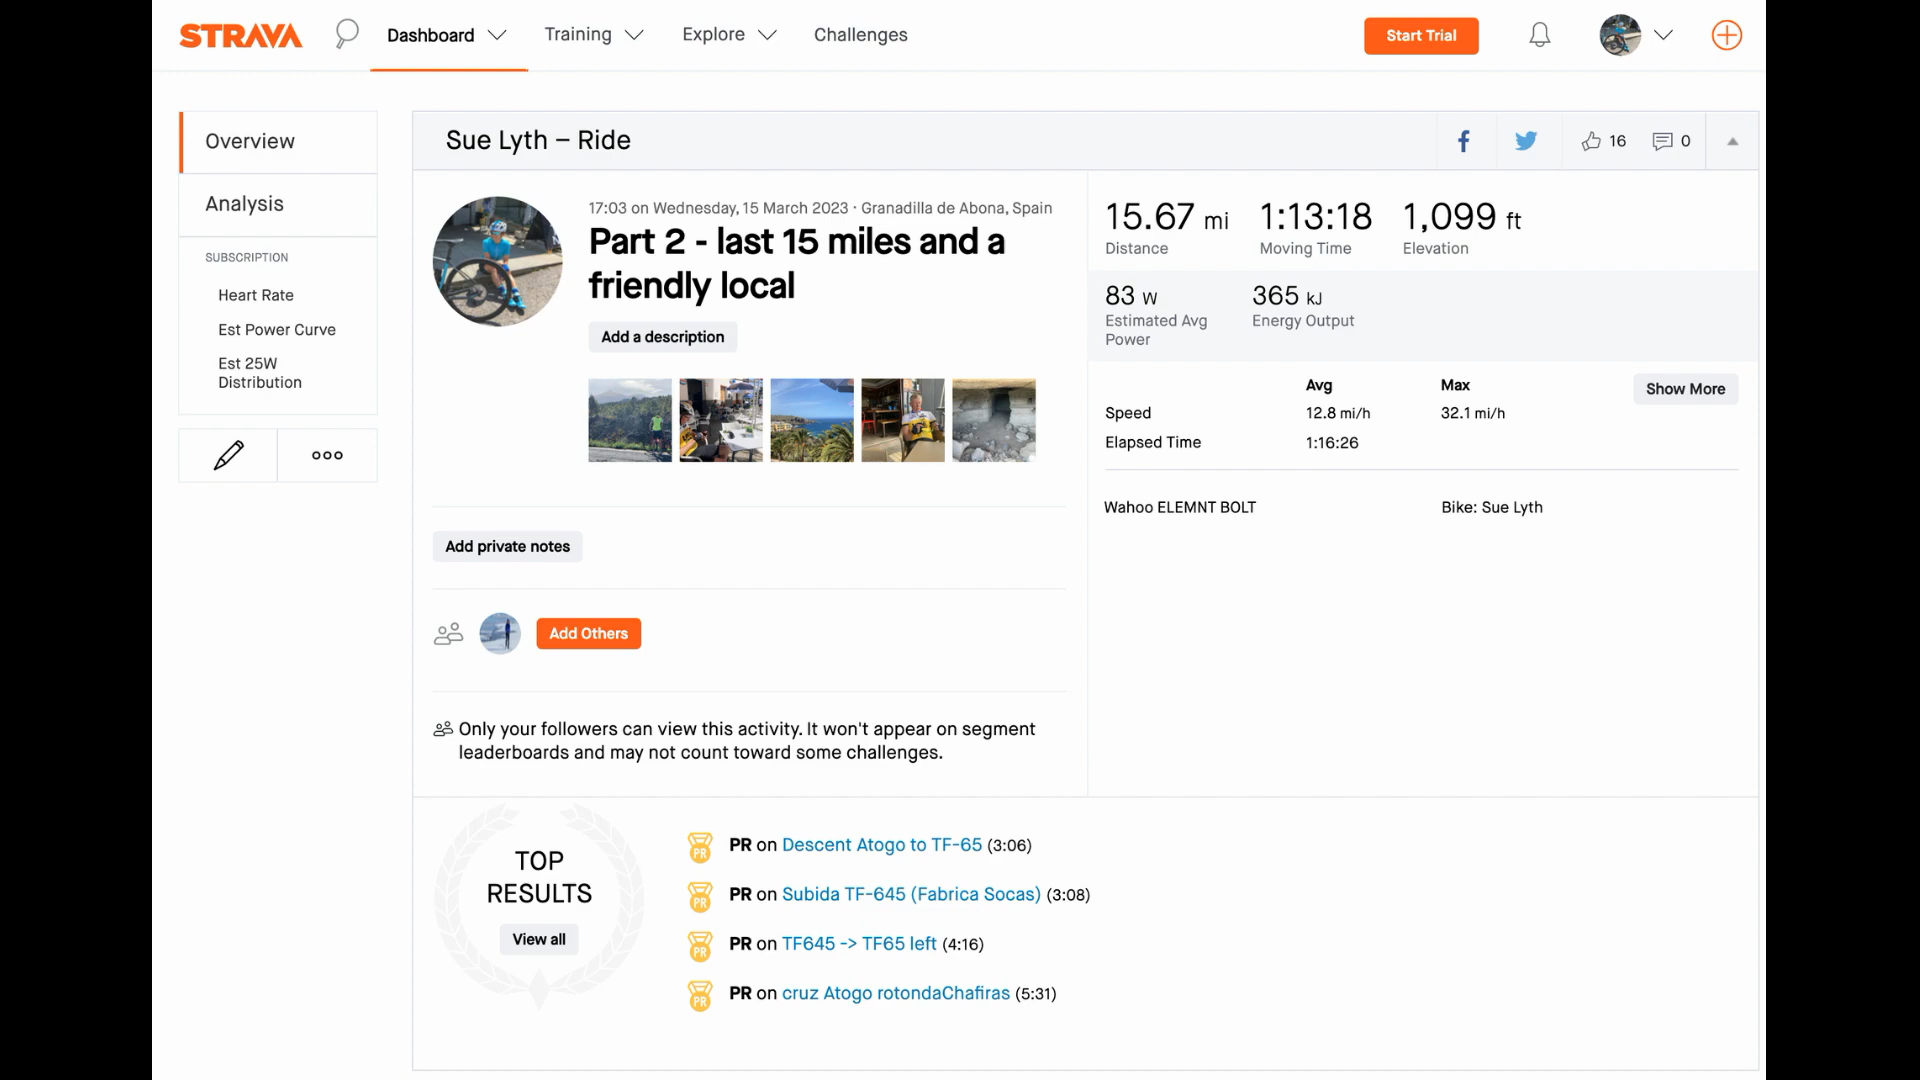 STRAVA
Dashboard
Training
Explore
Challenges
Start Trial
Overview
Analysis
SUBSCRIPTION
Heart Rate
Est Power Curve
Est 25W
Distribution
Sue Lyth – Ride
16
0
17:03 on Wednesday, 15 March 2023 · Granadilla de Abona, Spain
Part 2 - last 15 miles and a
friendly local
Add a description
Add private notes
Add Others
Only your followers can view this activity. It won't appear on segment
leaderboards and may not count toward some challenges.
15.67 mi
Distance
1:13:18
Moving Time
1,099 ft
Elevation
83 W
Estimated Avg
Power
365 kJ
Energy Output
Avg
Max
Show More
Speed
12.8 mi/h
32.1 mi/h
Elapsed Time
1:16:26
Wahoo ELEMNT BOLT
Bike: Sue Lyth
TOP
RESULTS
View all
PR
PR on Descent Atogo to TF-65 (3:06)
PR
PR on Subida TF-645 (Fabrica Socas) (3:08)
PR
PR on TF645 -> TF65 left (4:16)
PR
PR on cruz Atogo rotondaChafiras (5:31)